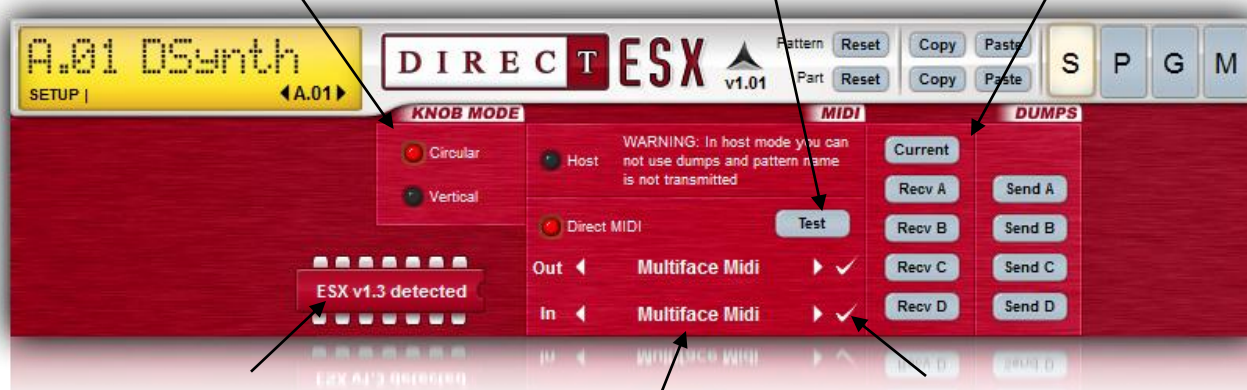 A.01 DSynth
SETUP | A.01
DIRECT ESX v1.01
Pattern Reset Copy Paste
Part Reset Copy Paste
S P G M
KNOB MODE
Circular
Vertical
MIDI
Host
WARNING: In host mode you can
not use dumps and pattern name
is not transmitted
Direct MIDI Test
Out Multiface Midi
In Multiface Midi
DUMPS
Current
Recv A Send A
Recv B Send B
Recv C Send C
Recv D Send D
ESX v1.3 detected